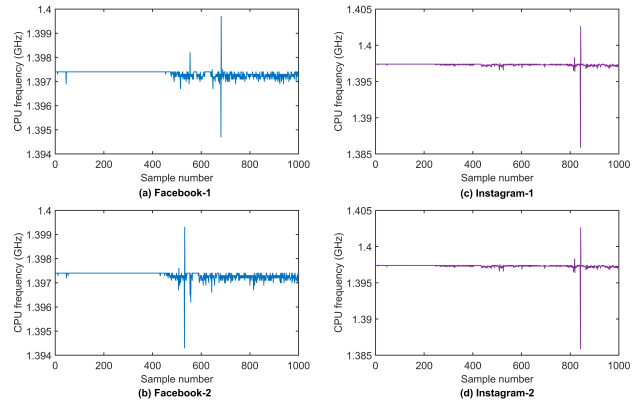 1.4
1.399
1.398
1.397
1.396
1.395
1.394
CPU frequency (GHz)
0 200 400 600 800 1000
Sample number
(a) Facebook-1
1.405
1.4
1.395
1.39
1.385
CPU frequency (GHz)
0 200 400 600 800 1000
Sample number
(c) Instagram-1
1.4
1.399
1.398
1.397
1.396
1.395
1.394
CPU frequency (GHz)
0 200 400 600 800 1000
Sample number
(b) Facebook-2
1.405
1.4
1.395
1.39
1.385
CPU frequency (GHz)
0 200 400 600 800 1000
Sample number
(d) Instagram-2